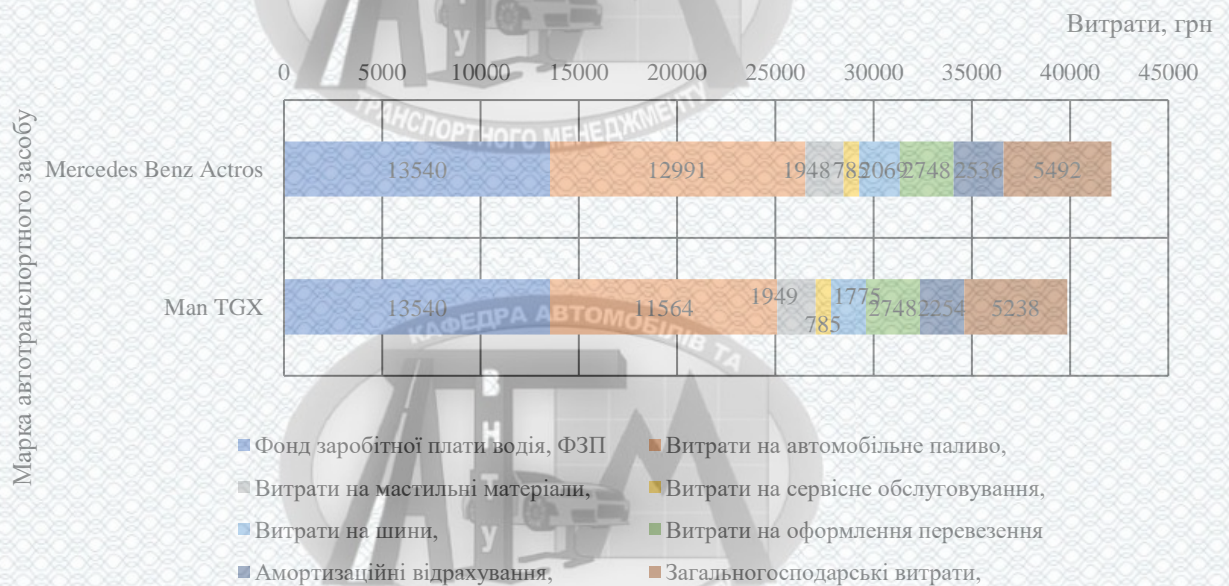 Витрати, грн
0 5000 10000 15000 20000 25000 30000 35000 40000 45000
ТРАНСПОРТНОГО МЕНЕДЖМЕНТУ
Марка автотранспортного засобу
Mercedes Benz Actros 13540 12991 1948 785 2069 2748 2536 5492
Man TGX 13540 11564 1949 785 1775 2748 2254 5238
КАФЕДРА АВТОМОБІЛІВ ТА
В
Н
Т
У
Фонд заробітної плати водія, ФЗП
Витрати на автомобільне паливо,
Витрати на мастильні матеріали,
Витрати на сервісне обслуговування,
Витрати на шини,
Витрати на оформлення перевезення
Амортизаційні відрахування,
Загальногосподарські витрати,